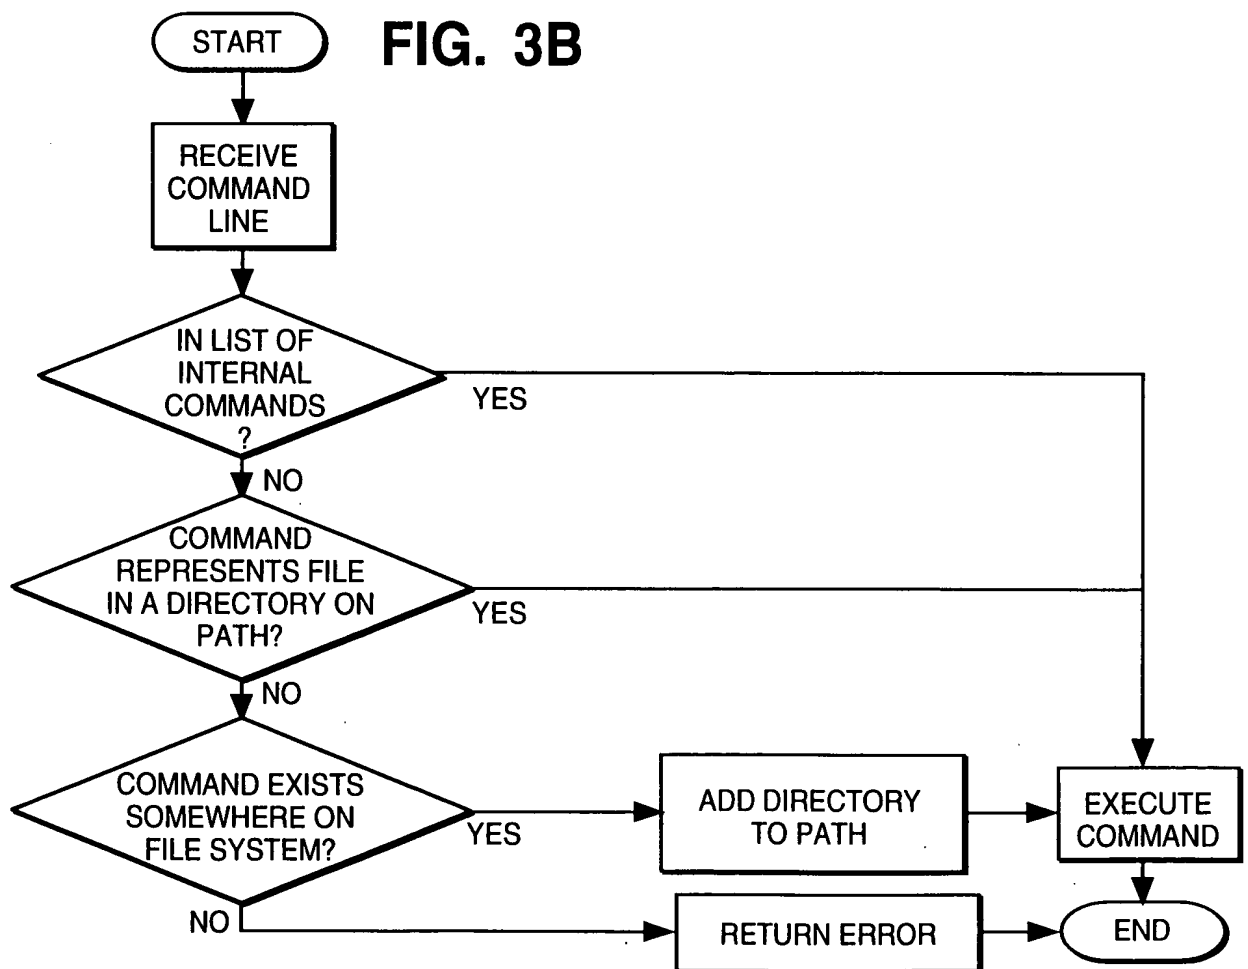 START
FIG. 3B
RECEIVE
COMMAND
LINE
IN LIST OF
INTERNAL
COMMANDS
?
YES
NO
COMMAND
REPRESENTS FILE
IN A DIRECTORY ON
PATH?
YES
NO
COMMAND EXISTS
SOMEWHERE ON
FILE SYSTEM?
YES
ADD DIRECTORY
TO PATH
EXECUTE
COMMAND
NO
RETURN ERROR
END